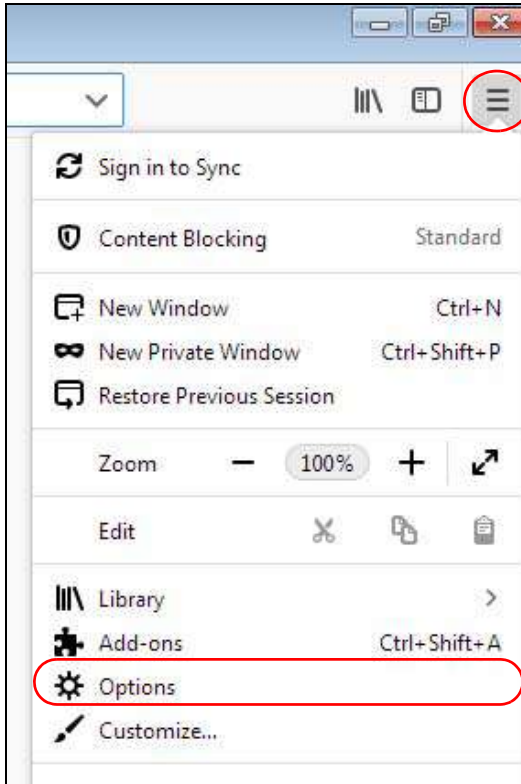 Sign in to Sync
Content Blocking Standard
New Window Ctrl+N
New Private Window Ctrl+Shift+P
Restore Previous Session
Zoom 100%
Edit
Library
Add-ons Ctrl+Shift+A
Options
Customize...